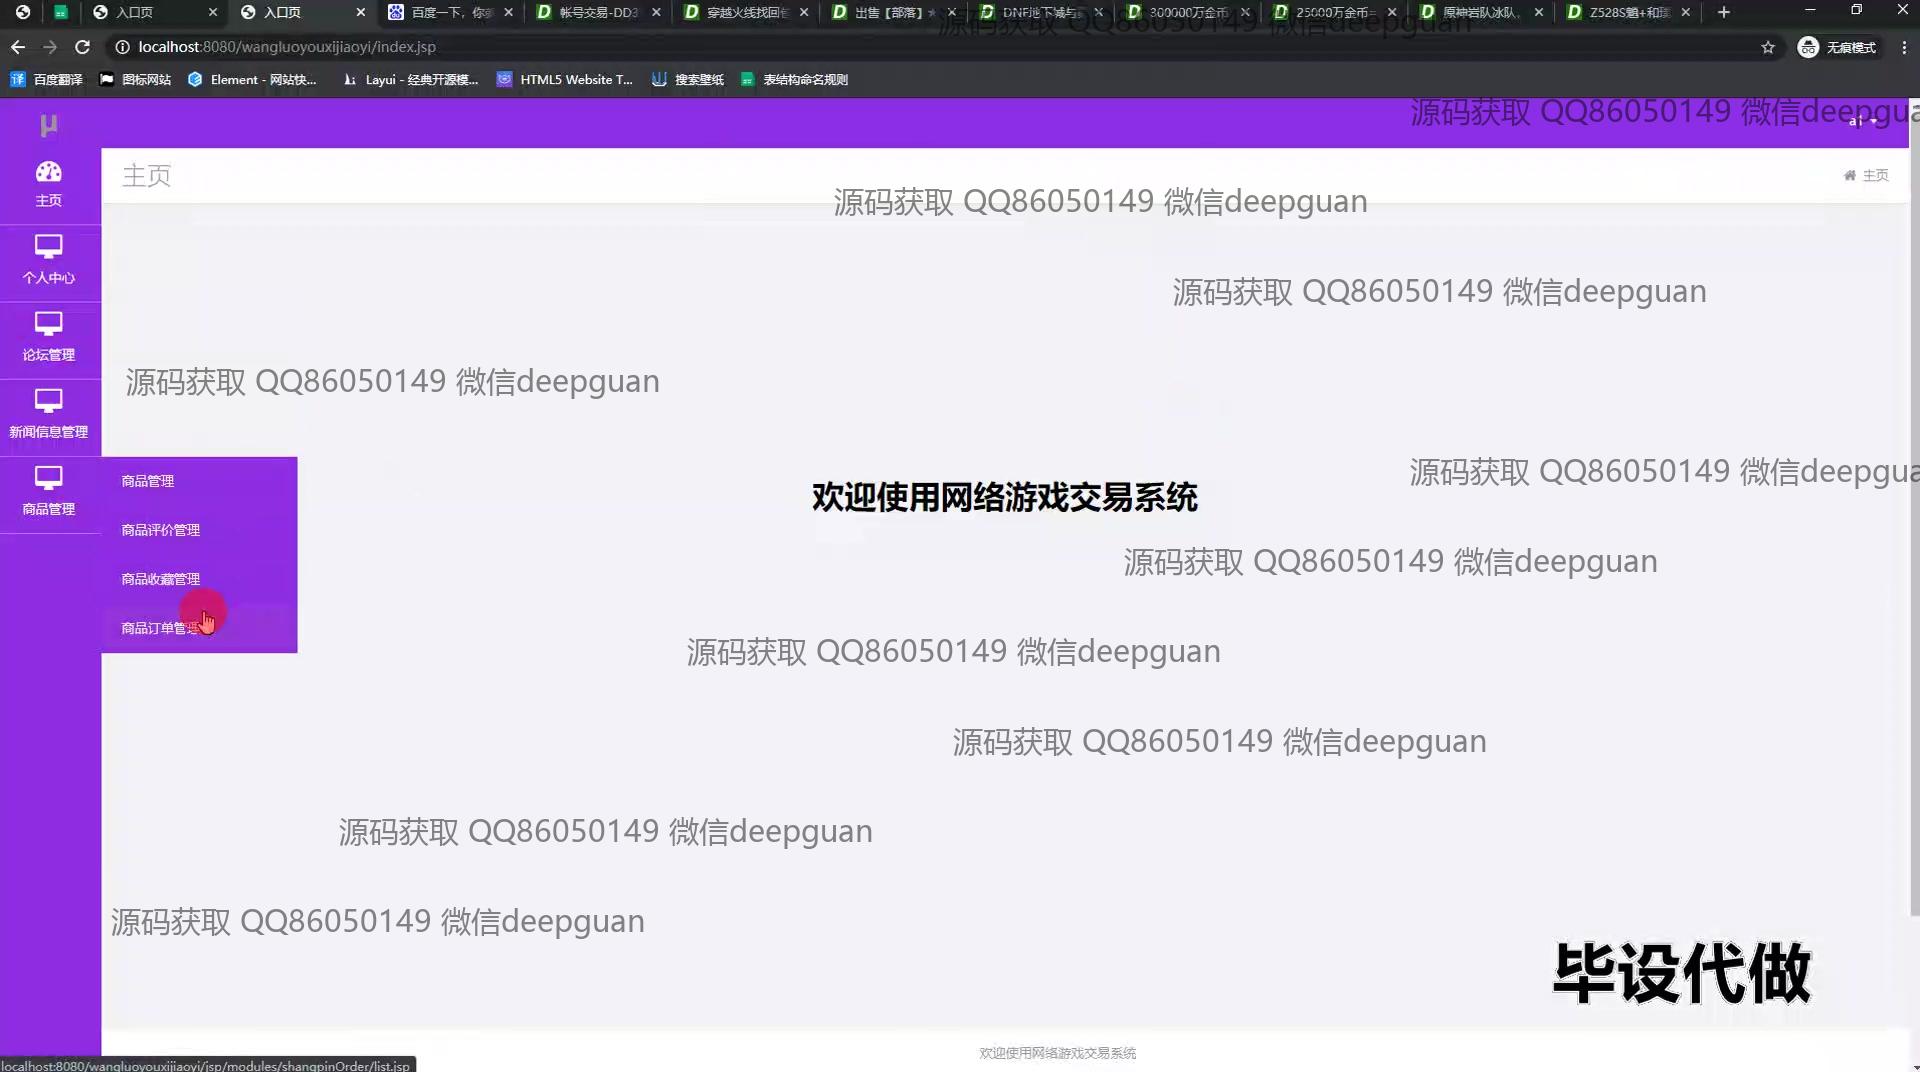 入口页
入口页
百度一下，你
帐号交易-DD3
穿越火线找回
出售【部落】
DNF地下城与
300000万金币
25000万金币=
原神岩队冰队,
Z528S魈+和
localhost:8080/wangluoyouxijiaoyi/index.jsp
无痕模式
百度翻译
图标网站
Element - 网站快...
Layui - 经典开源模...
HTML5 Website T...
搜索壁纸
表结构命名规则
源码获取 QQ86050149 微信deepguan
源码获取 QQ86050149 微信deepgua
μ
a1
主页
主页
主页
源码获取 QQ86050149 微信deepguan
个人中心
源码获取 QQ86050149 微信deepguan
论坛管理
源码获取 QQ86050149 微信deepguan
新闻信息管理
源码获取 QQ86050149 微信deepgua
商品管理
商品管理
商品评价管理
商品收藏管理
商品订单管理
欢迎使用网络游戏交易系统
源码获取 QQ86050149 微信deepguan
源码获取 QQ86050149 微信deepguan
源码获取 QQ86050149 微信deepguan
源码获取 QQ86050149 微信deepguan
源码获取 QQ86050149 微信deepguan
毕设代做
欢迎使用网络游戏交易系统
localhost:8080/wangluoyouxijiaoyi/jsp/modules/shangpinOrder/list.jsp